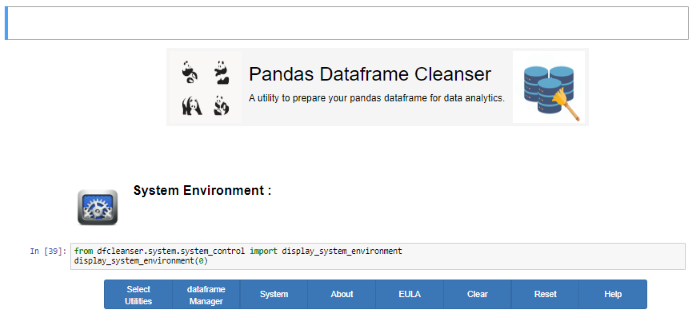 Pandas Dataframe Cleanser
A utility to prepare your pandas dataframe for data analytics.
System Environment :
In [39]: from dfcleanser.system.system_control import display_system_environment
display_system_environment(0)
Select Utilities
dataframe Manager
System
About
EULA
Clear
Reset
Help